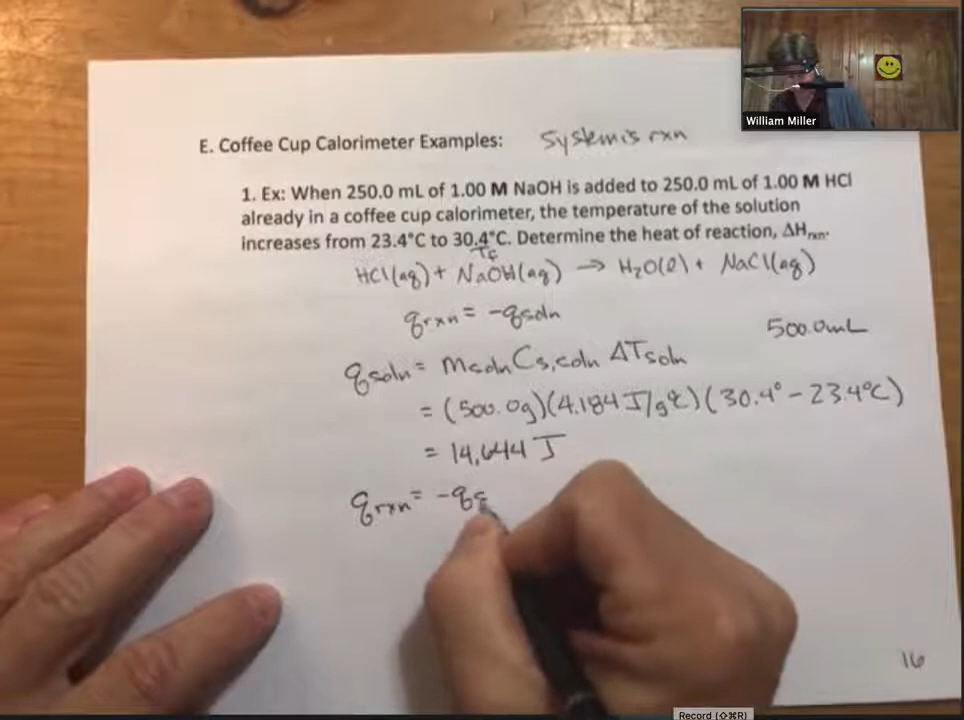 William Miller
E. Coffee Cup Calorimeter Examples: System is rxn
1. Ex: When 250.0 mL of 1.00 M NaOH is added to 250.0 mL of 1.00 M HCl
already in a coffee cup calorimeter, the temperature of the solution
increases from 23.4°C to 30.4°C. Determine the heat of reaction, ΔHrxn.
HCl(aq) + NaOH(aq) → H2O(l) + NaCl(aq)
qrxn = -qsoln
500.0mL
qsoln = msoln Cs,soln ΔTsoln
= (500.0g)(4.184 J/g°C)(30.4° - 23.4°C)
= 14,644 J
qrxn = -qs
16
Record (⇧⌘R)